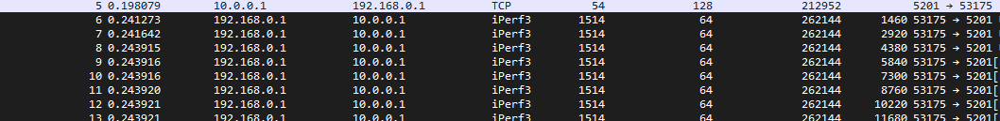 5 0.198079 10.0.0.1 192.168.0.1 TCP 54 128 212952 5201 → 53175
6 0.241273 192.168.0.1 10.0.0.1 iPerf3 1514 64 262144 1460 53175 → 5201
7 0.241642 192.168.0.1 10.0.0.1 iPerf3 1514 64 262144 2920 53175 → 5201
8 0.243915 192.168.0.1 10.0.0.1 iPerf3 1514 64 262144 4380 53175 → 5201
9 0.243916 192.168.0.1 10.0.0.1 iPerf3 1514 64 262144 5840 53175 → 5201[
10 0.243916 192.168.0.1 10.0.0.1 iPerf3 1514 64 262144 7300 53175 → 5201[
11 0.243920 192.168.0.1 10.0.0.1 iPerf3 1514 64 262144 8760 53175 → 5201[
12 0.243921 192.168.0.1 10.0.0.1 iPerf3 1514 64 262144 10220 53175 → 5201[
13 0.243921 192.168.0.1 10.0.0.1 iPerf3 1514 64 262144 11680 53175 → 5201[